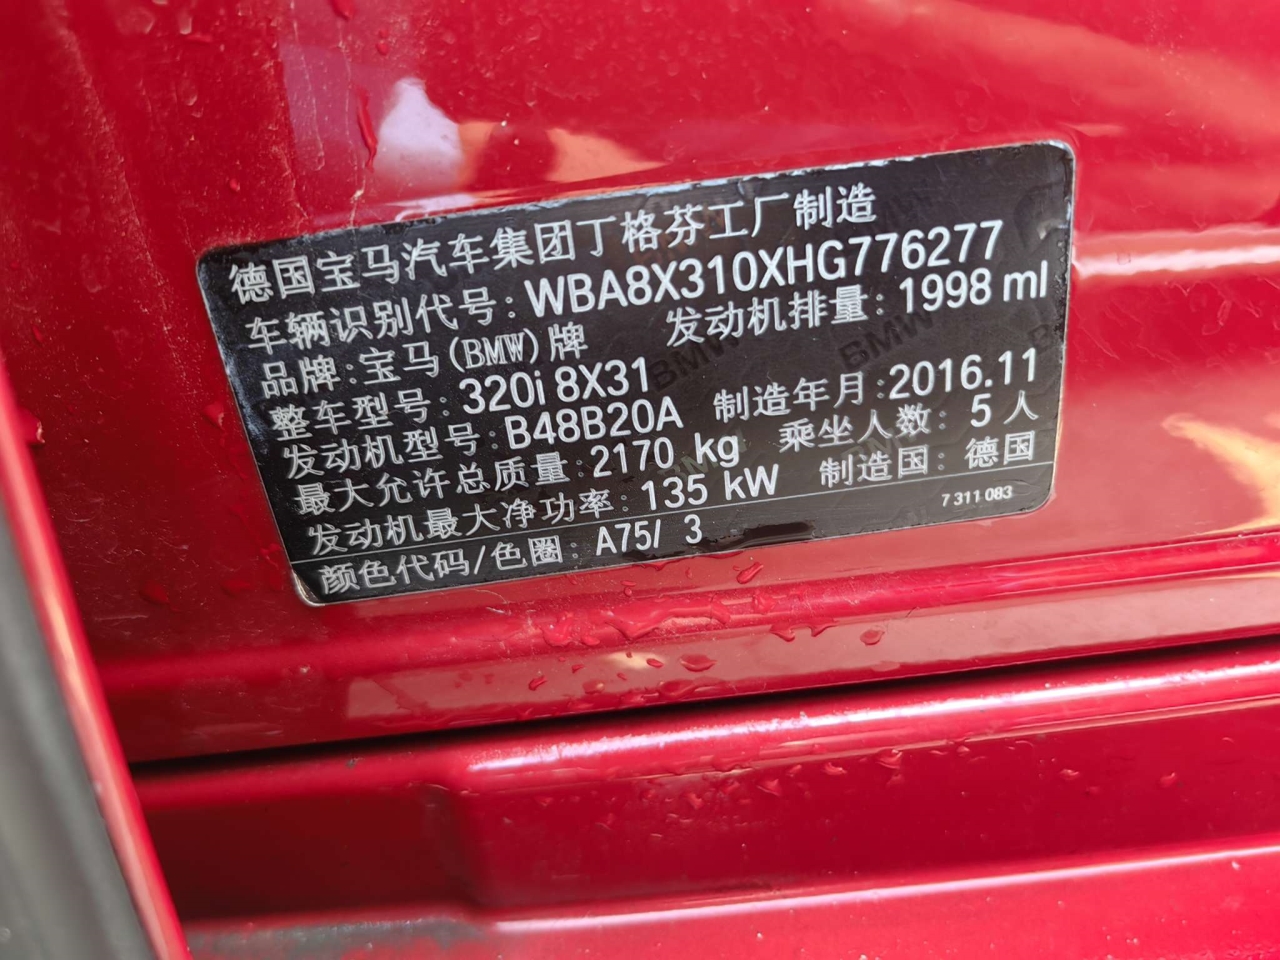 德国宝马汽车集团丁格芬工厂制造
车辆识别代号: WBA8X310XHG776277
品牌:宝马(BMW)牌 发动机排量: 1998 ml
整车型号: 320i 8X31 制造年月:2016.11
发动机型号: B48B20A 乘坐人数: 5 人
最大允许总质量: 2170 kg 制造国: 德国
发动机最大净功率: 135 kW 7 311 083
颜色代码/色圈: A75/ 3